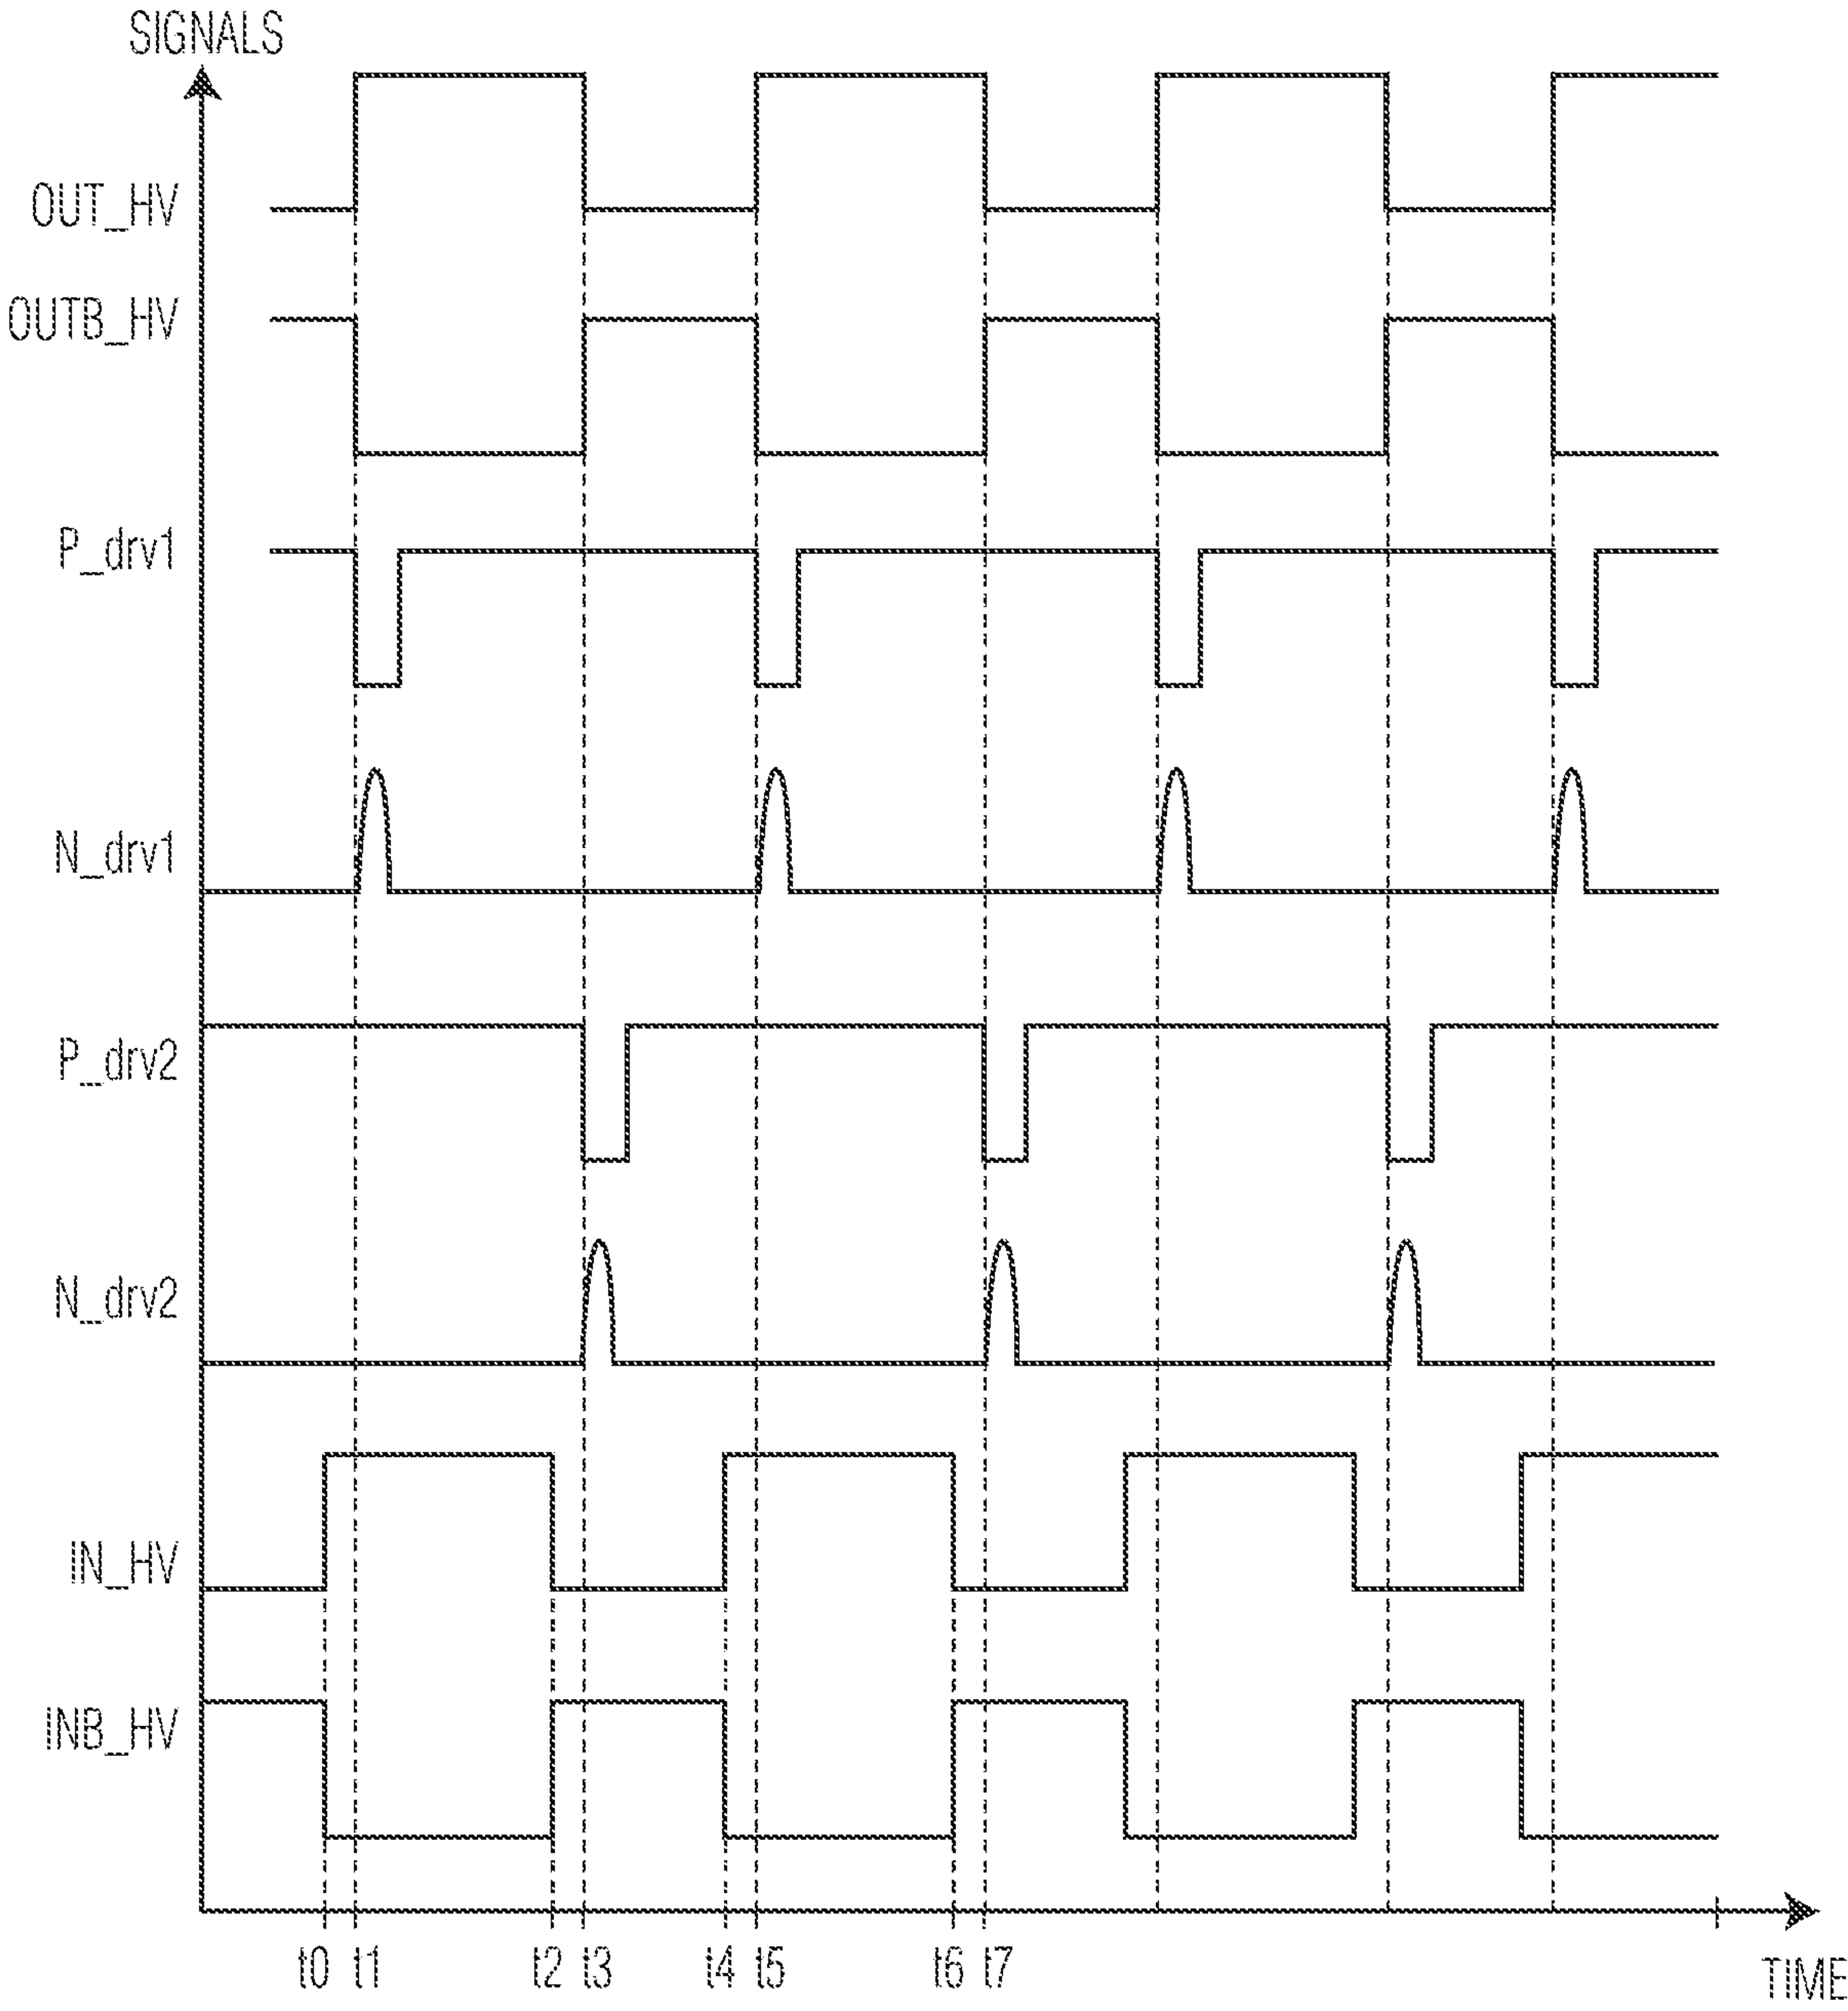 SIGNALS
OUT_HV
OUTB_HV
P_drv1
N_drv1
P_drv2
N_drv2
IN_HV
INB_HV
t0 t1 t2 t3 t4 t5 t6 t7
TIME